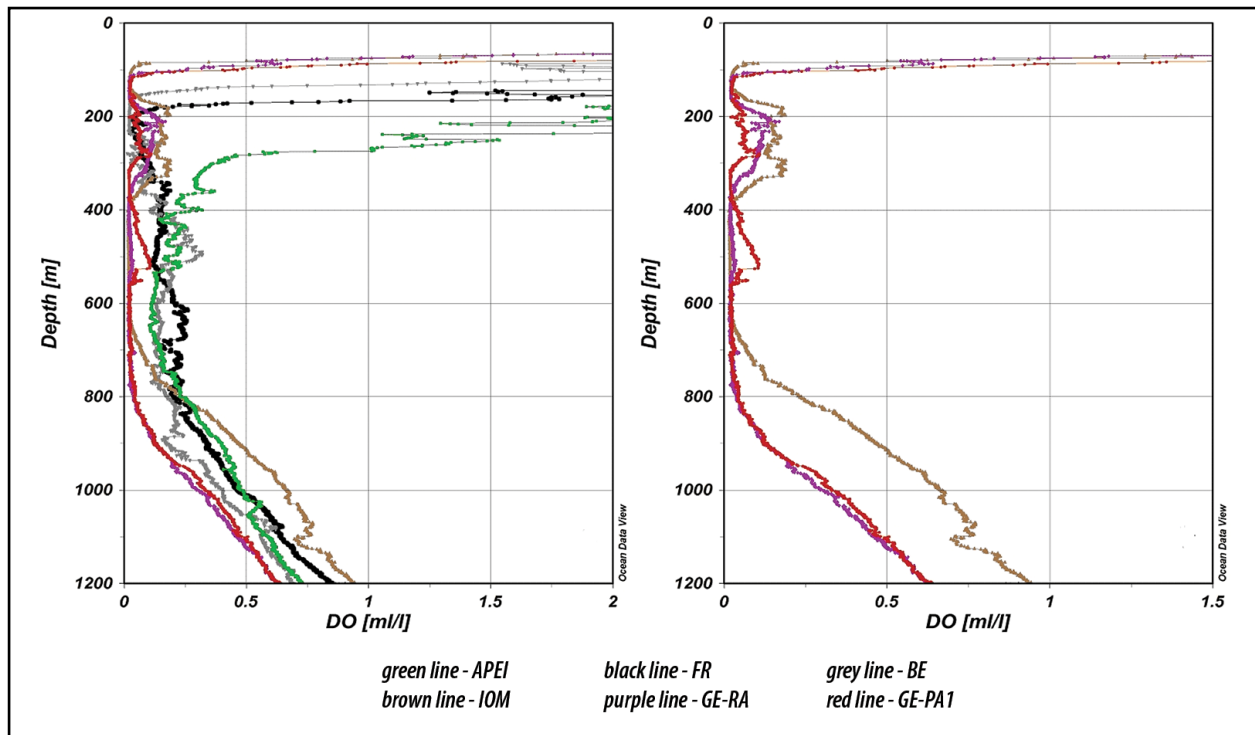 0
200
400
600
800
1000
1200
Depth [m]
0
0.5
1
1.5
2
DO [ml/l]
Ocean Data View
0
200
400
600
800
1000
1200
Depth [m]
0
0.5
1
1.5
DO [ml/l]
Ocean Data View
green line - APEI
black line - FR
grey line - BE
brown line - IOM
purple line - GE-RA
red line - GE-PA1